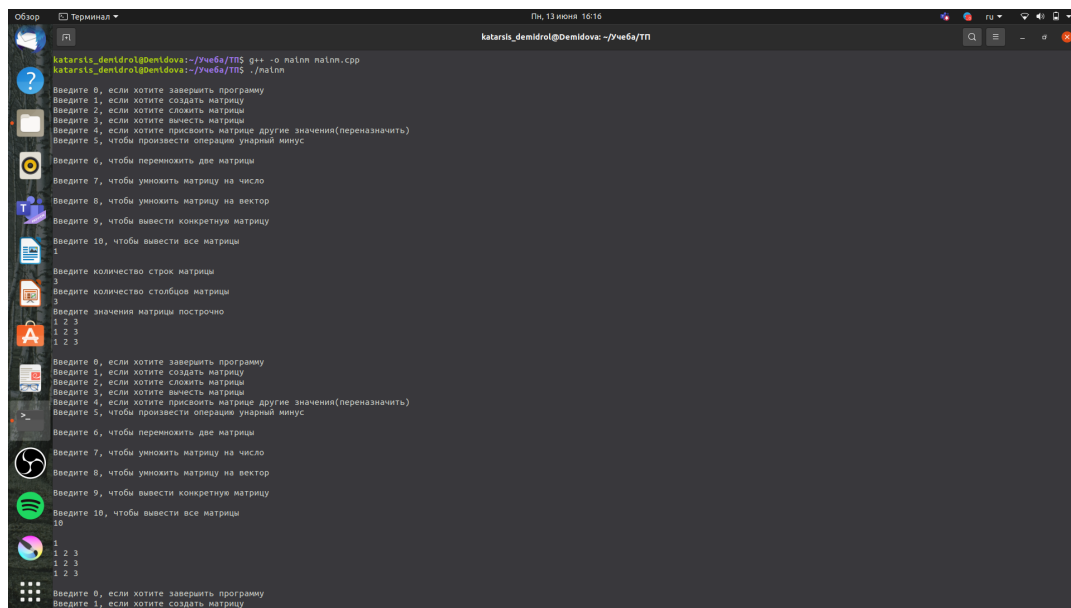 Обзор
Терминал
Пн, 13 июня 16:16
ru
katarsis_demidrol@Demidova: ~/Учеба/ТП
katarsis_demidrol@Demidova:~/Учеба/ТП$ g++ -o mainm mainm.cpp
katarsis_demidrol@Demidova:~/Учеба/ТП$ ./mainm
Введите 0, если хотите завершить программу
Введите 1, если хотите создать матрицу
Введите 2, если хотите сложить матрицы
Введите 3, если хотите вычесть матрицы
Введите 4, если хотите присвоить матрице другие значения(переназначить)
Введите 5, чтобы произвести операцию унарный минус
Введите 6, чтобы перемножить две матрицы
Введите 7, чтобы умножить матрицу на число
Введите 8, чтобы умножить матрицу на вектор
Введите 9, чтобы вывести конкретную матрицу
Введите 10, чтобы вывести все матрицы
1
Введите количество строк матрицы
3
Введите количество столбцов матрицы
3
Введите значения матрицы построчно
1 2 3
1 2 3
1 2 3
Введите 0, если хотите завершить программу
Введите 1, если хотите создать матрицу
Введите 2, если хотите сложить матрицы
Введите 3, если хотите вычесть матрицы
Введите 4, если хотите присвоить матрице другие значения(переназначить)
Введите 5, чтобы произвести операцию унарный минус
Введите 6, чтобы перемножить две матрицы
Введите 7, чтобы умножить матрицу на число
Введите 8, чтобы умножить матрицу на вектор
Введите 9, чтобы вывести конкретную матрицу
Введите 10, чтобы вывести все матрицы
10
1
1 2 3
1 2 3
1 2 3
Введите 0, если хотите завершить программу
Введите 1, если хотите создать матрицу